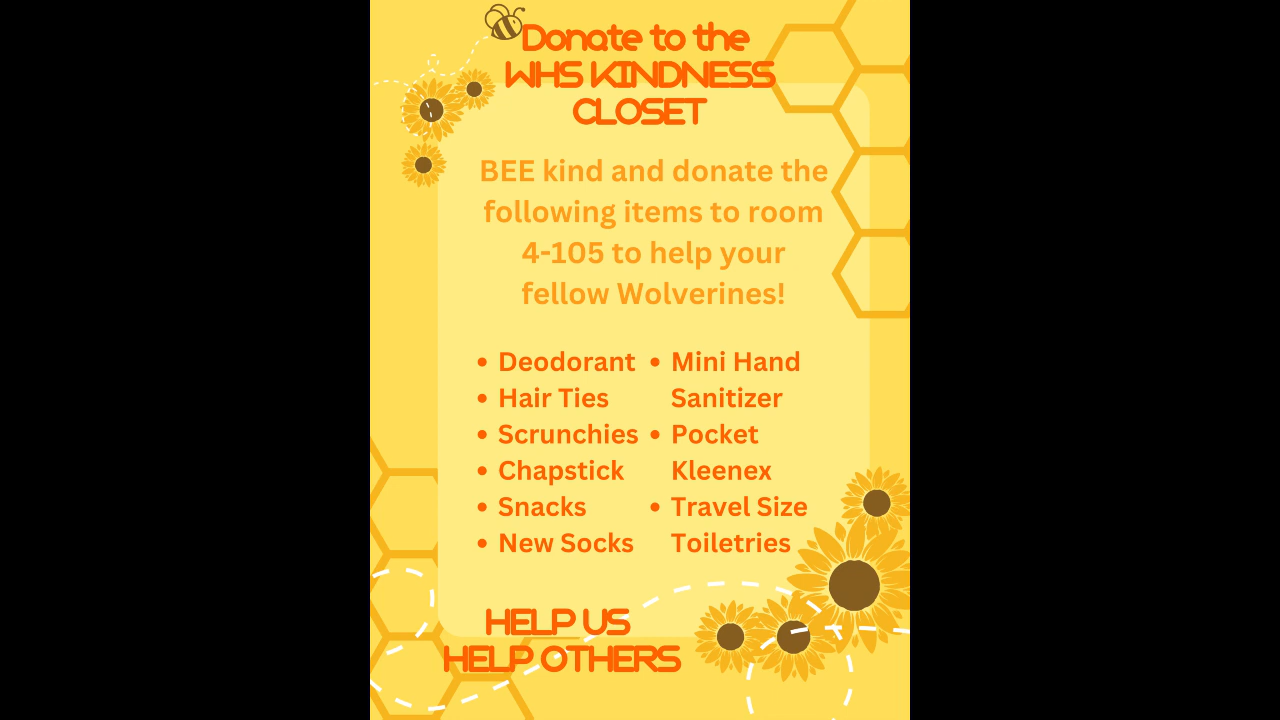 Donate to the
WHS KINDNESS
CLOSET
BEE kind and donate the
following items to room
4-105 to help your
fellow Wolverines!
• Deodorant
• Hair Ties
• Scrunchies
• Chapstick
• Snacks
• New Socks
• Mini Hand
Sanitizer
• Pocket
Kleenex
• Travel Size
Toiletries
HELP US
HELP OTHERS